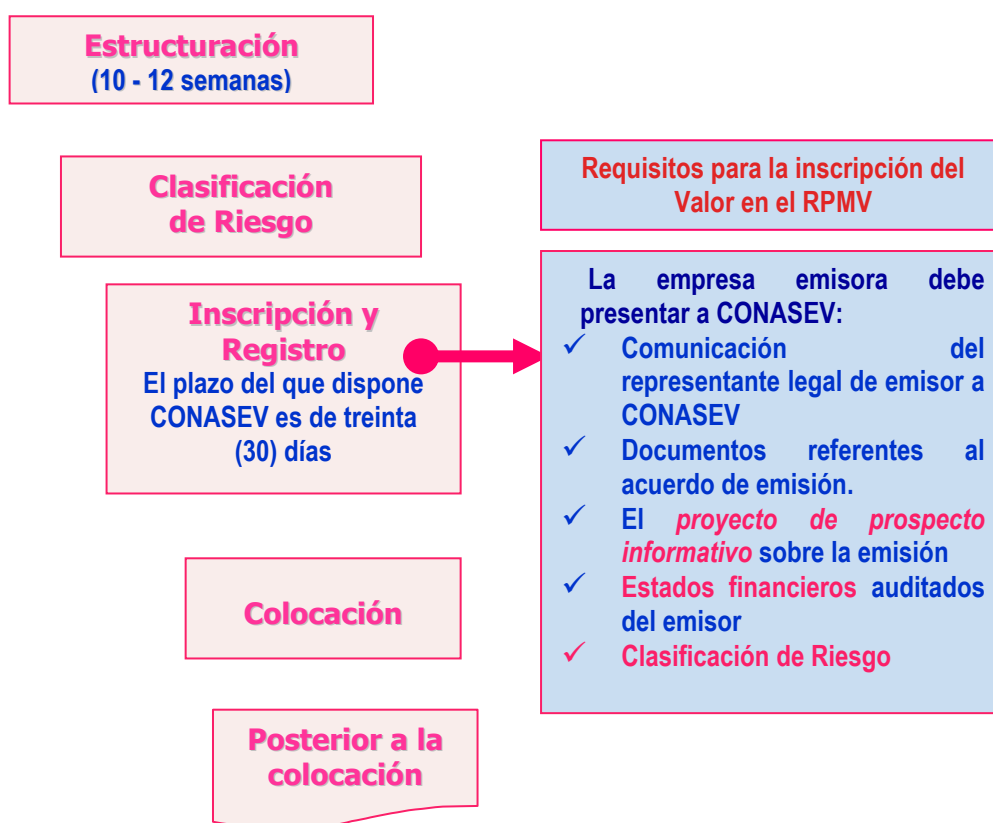 Estructuración
(10 - 12 semanas)
Clasificación
de Riesgo
Inscripción y
Registro
El plazo del que dispone
CONASEV es de treinta
(30) días
Colocación
Posterior a la
colocación
Requisitos para la inscripción del
Valor en el RPMV
La empresa emisora debe
presentar a CONASEV:
✓ Comunicación del
representante legal de emisor a
CONASEV
✓ Documentos referentes al
acuerdo de emisión.
✓ El proyecto de prospecto
informativo sobre la emisión
✓ Estados financieros auditados
del emisor
✓ Clasificación de Riesgo